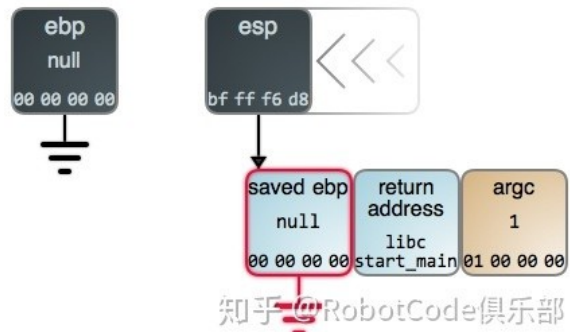 ebp
null
00 00 00 00
esp
bf ff f6 d8
saved ebp
null
00 00 00 00
return
address
libc
start_main
argc
1
01 00 00 00
知乎 @RobotCode俱乐部